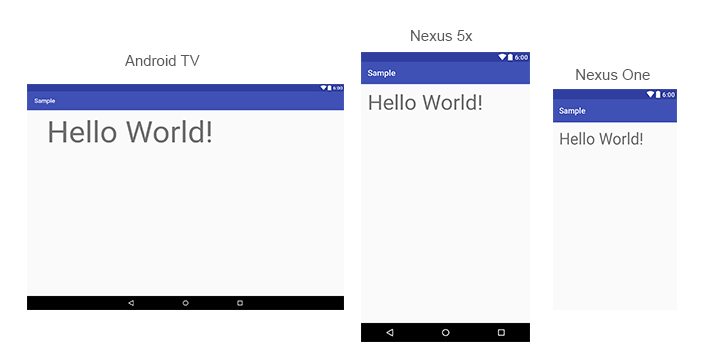 Android TV
6:00
Sample
Hello World!
Nexus 5x
6:00
Sample
Hello World!
Nexus One
6:00
Sample
Hello World!